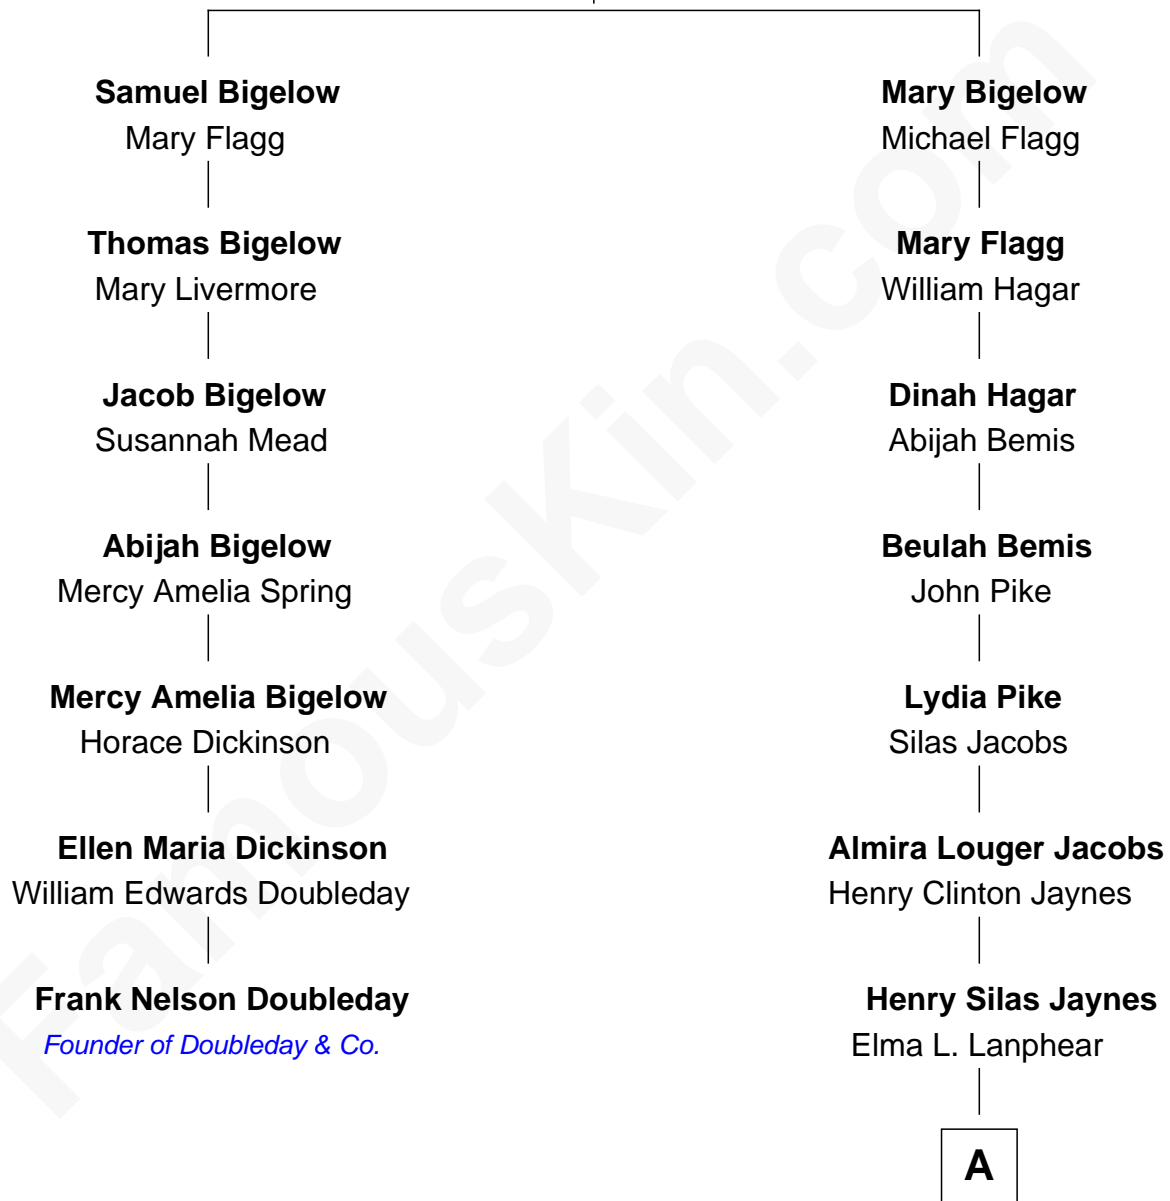 Samuel Bigelow
Mary Flagg
Thomas Bigelow
Mary Livermore
Jacob Bigelow
Susannah Mead
Abijah Bigelow
Mercy Amelia Spring
Mercy Amelia Bigelow
Horace Dickinson
Ellen Maria Dickinson
William Edwards Doubleday
Frank Nelson Doubleday
Founder of Doubleday & Co.
Mary Bigelow
Michael Flagg
Mary Flagg
William Hagar
Dinah Hagar
Abijah Bemis
Beulah Bemis
John Pike
Lydia Pike
Silas Jacobs
Almira Louger Jacobs
Henry Clinton Jaynes
Henry Silas Jaynes
Elma L. Lanphear
A
FamousKin.com